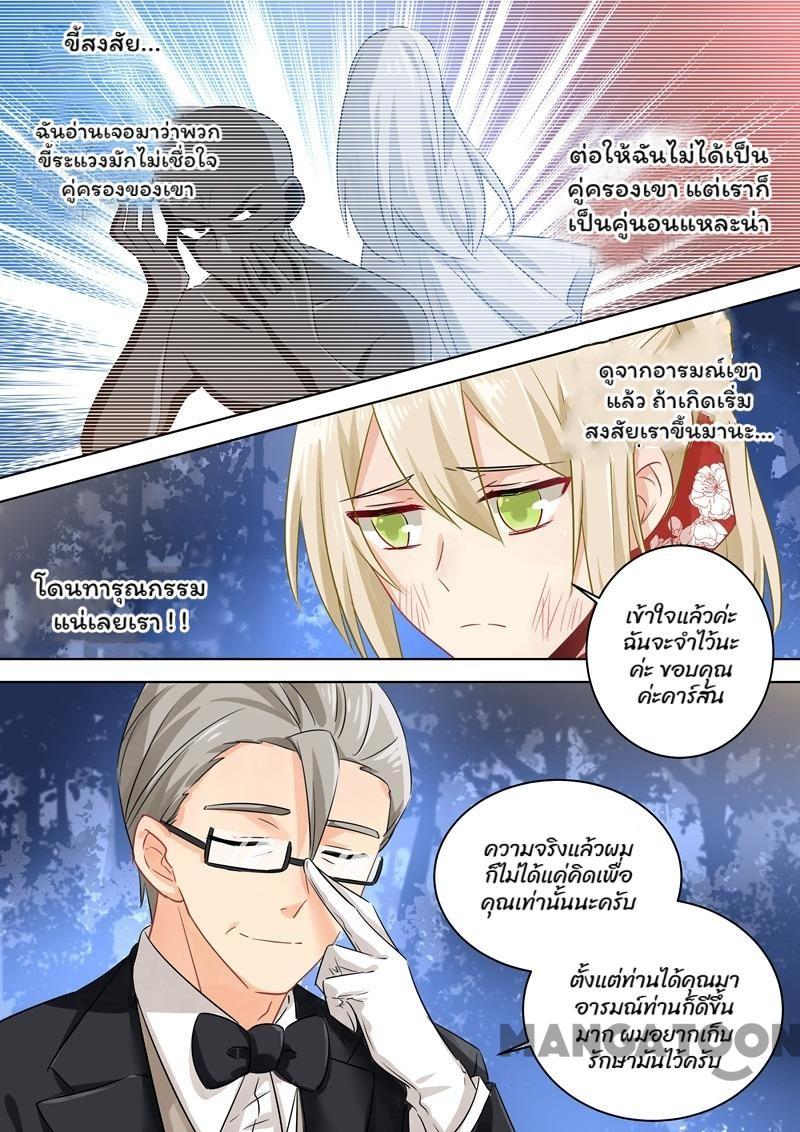 ขี้สงสัย...
ฉันอ่านเจอมาว่าพวก
ขี้ระแวงมักไม่เชื่อใจ
คู่ครองของเขา
ต่อให้ฉันไม่ได้เป็น
คู่ครองเขา แต่เราก็
เป็นคู่นอนแหละน่า
ดูจากอารมณ์เขา
แล้ว ถ้าเกิดเริ่ม
สงสัยเราขึ้นมานะ...
โดนทารุณกรรม
แน่เลยเรา ! !
เข้าใจแล้วค่ะ
ฉันจะจำไว้นะ
ค่ะ ขอบคุณ
ค่ะคาร์สัน
ความจริงแล้วผม
ก็ไม่ได้แค่คิดเพื่อ
คุณเท่านั้นนะครับ
ตั้งแต่ท่านได้คุณมา
อารมณ์ท่านก็ดีขึ้น
มาก ผมอยากเก็บ
รักษามันไว้ครับ
MANGATOON